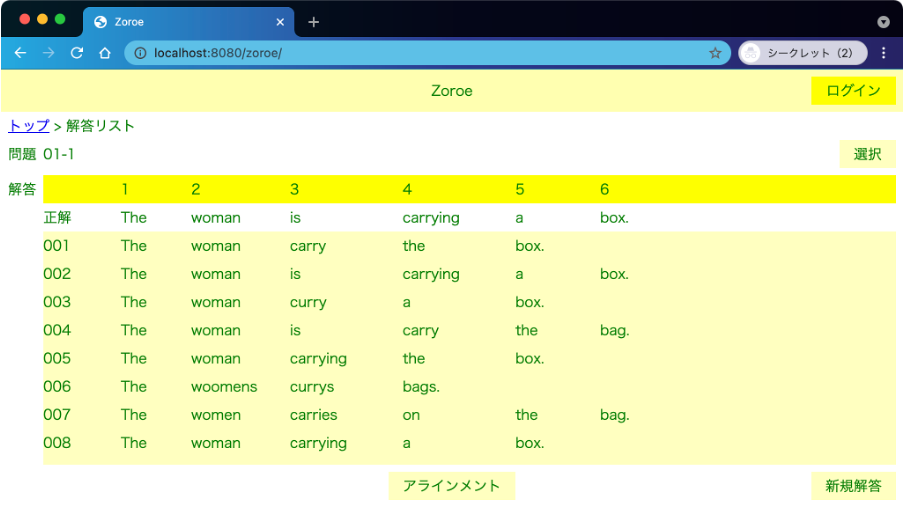 Zoroe
localhost:8080/zoroe/ シークレット（2）
Zoroe ログイン
トップ > 解答リスト
問題 01-1 選択
解答 1 2 3 4 5 6
正解 The woman is carrying a box.
001 The woman carry the box.
002 The woman is carrying a box.
003 The woman curry a box.
004 The woman is carry the bag.
005 The woman carrying the box.
006 The woomens currys bags.
007 The women carries on the bag.
008 The woman carrying a box.
アラインメント 新規解答